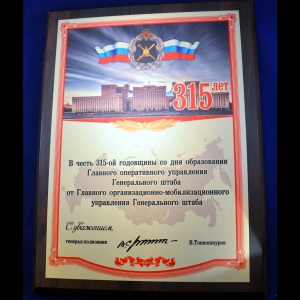 315 лет
В честь 315-ой годовщины со дня образования
Главного оперативного управления
Генерального штаба
от Главного организационно-мобилизационного
управления Генерального штаба
С уважением,
генерал-полковник
В.Тонкошкуров